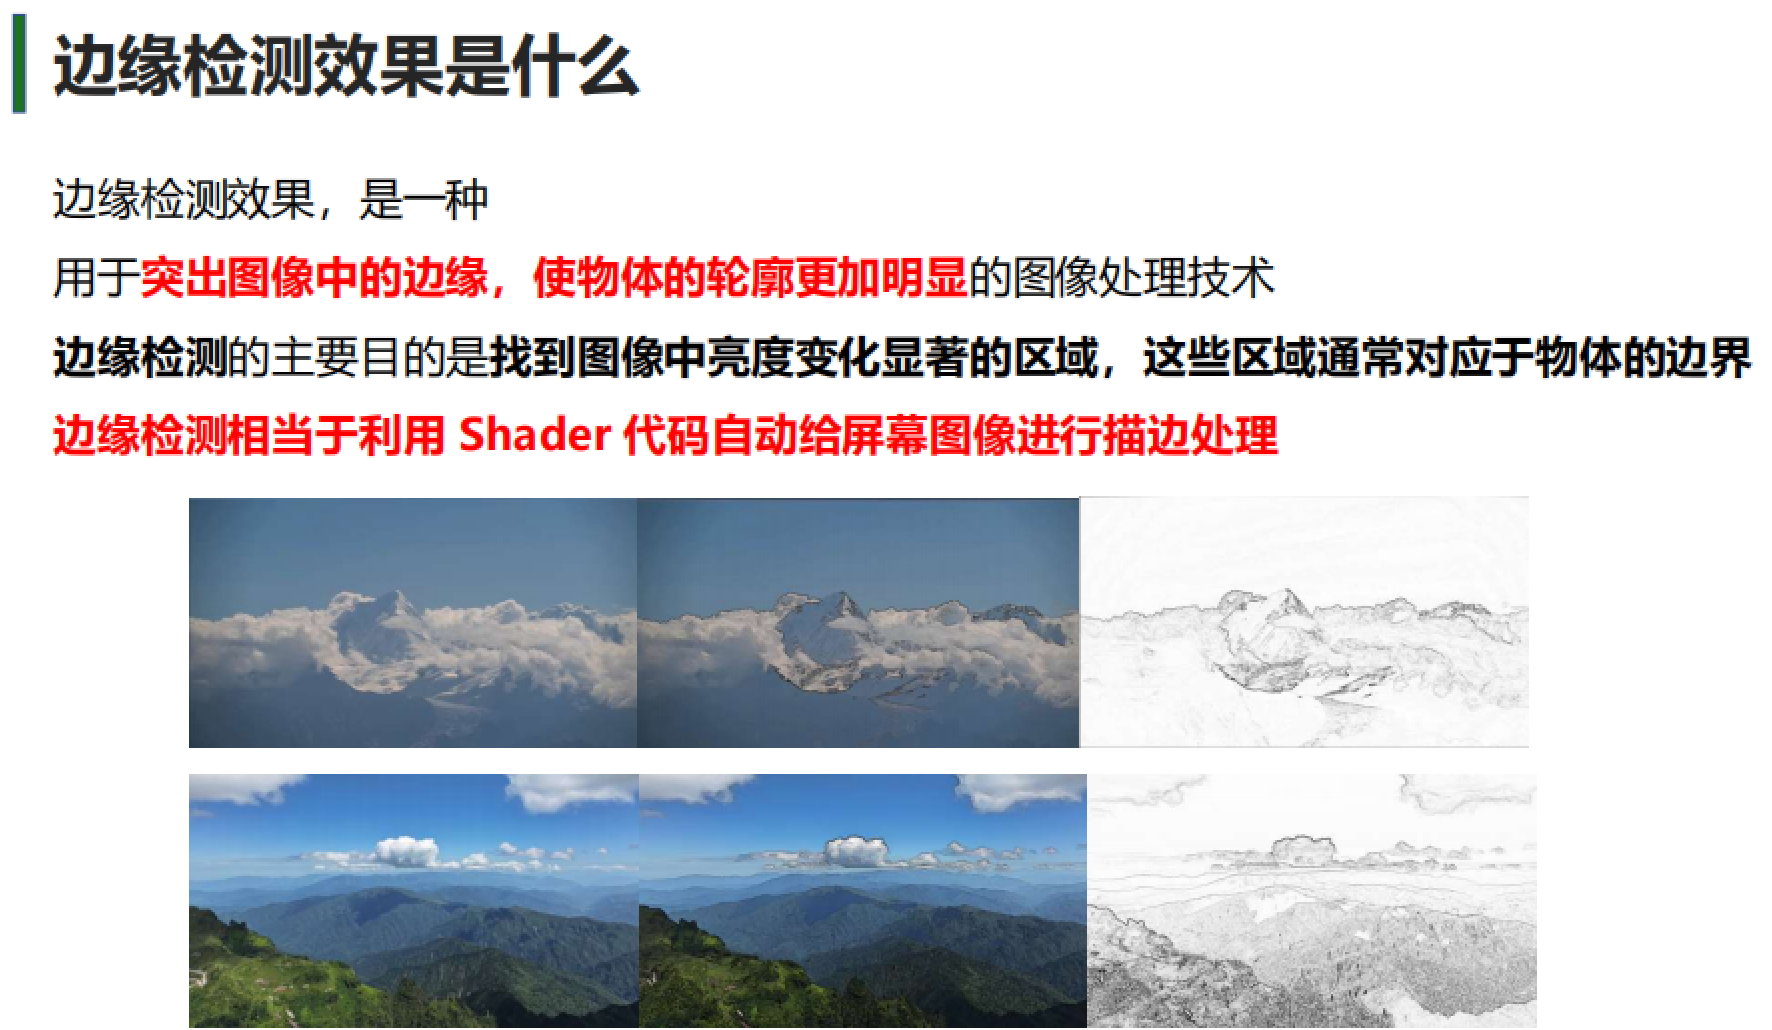 边缘检测效果是什么
边缘检测效果，是一种
用于突出图像中的边缘，使物体的轮廓更加明显的图像处理技术
边缘检测的主要目的是找到图像中亮度变化显著的区域，这些区域通常对应于物体的边界
边缘检测相当于利用 Shader 代码自动给屏幕图像进行描边处理